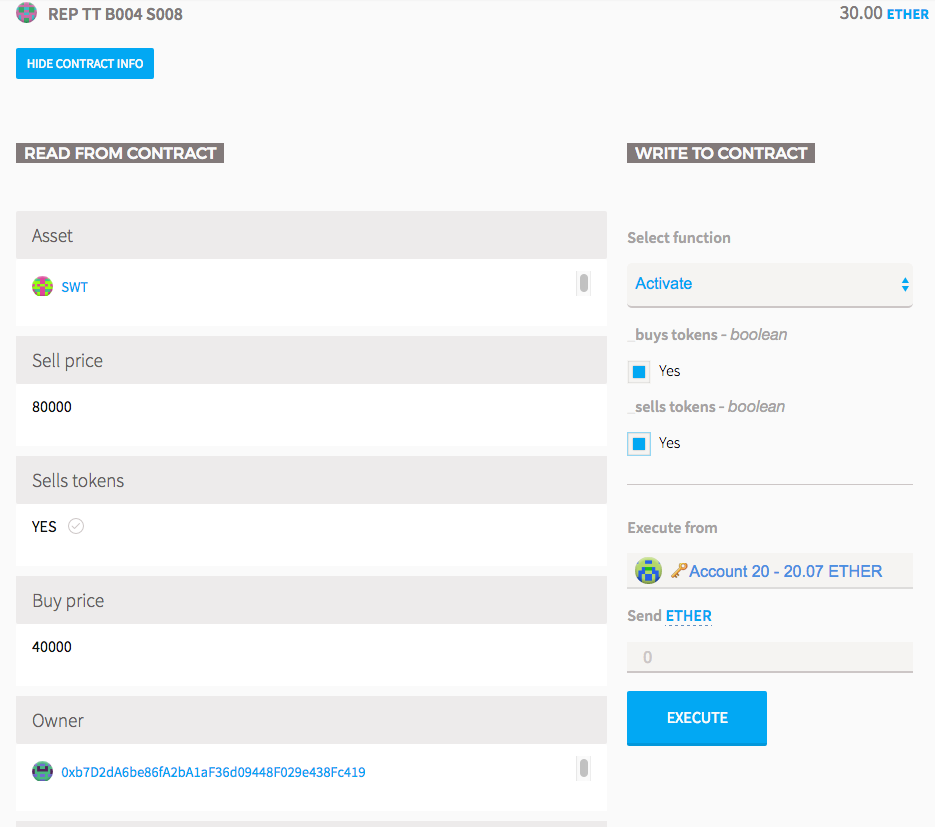 REP TT B004 S008
30.00 ETHER
HIDE CONTRACT INFO
READ FROM CONTRACT
Asset
SWT
Sell price
80000
Sells tokens
YES
Buy price
40000
Owner
0xb7D2dA6be86fA2bA1aF36d09448F029e438Fc419
WRITE TO CONTRACT
Select function
Activate
_buys tokens - boolean
Yes
_sells tokens - boolean
Yes
Execute from
Account 20 - 20.07 ETHER
Send ETHER
0
EXECUTE